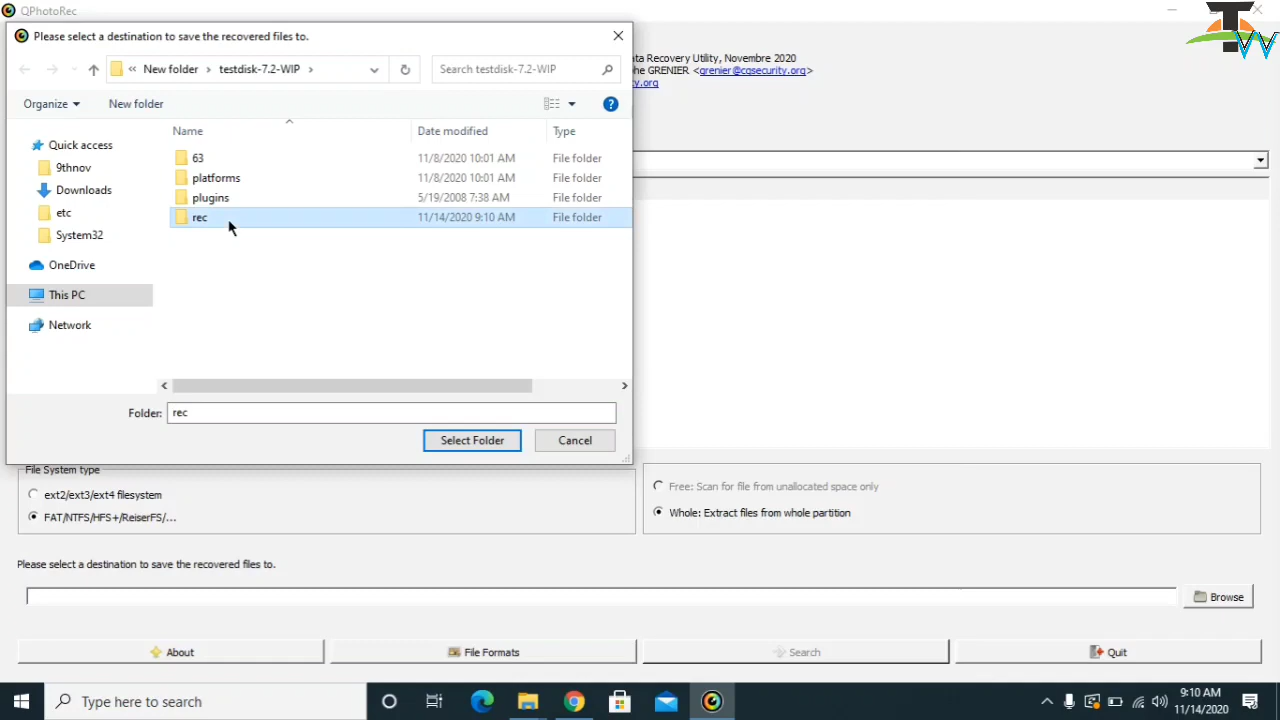 QPhotoRec
Please select a destination to save the recovered files to.
New folder
testdisk-7.2-WIP
Search testdisk-7.2-WIP
Organize
New folder
Name
Date modified
Type
63
11/8/2020 10:01 AM
File folder
platforms
11/8/2020 10:01 AM
File folder
plugins
5/19/2008 7:38 AM
File folder
rec
11/14/2020 9:10 AM
File folder
Quick access
9thnov
Downloads
etc
System32
OneDrive
This PC
Network
Folder:
rec
Select Folder
Cancel
ta Recovery Utility, Novembre 2020
he GRENIER <grenier@cgsecurity.org>
ty.org
TW
File System type
ext2/ext3/ext4 filesystem
FAT/NTFS/HFS+/ReiserFS/...
Free: Scan for file from unallocated space only
Whole: Extract files from whole partition
Please select a destination to save the recovered files to.
Browse
About
File Formats
Search
Quit
Type here to search
9:10 AM
11/14/2020